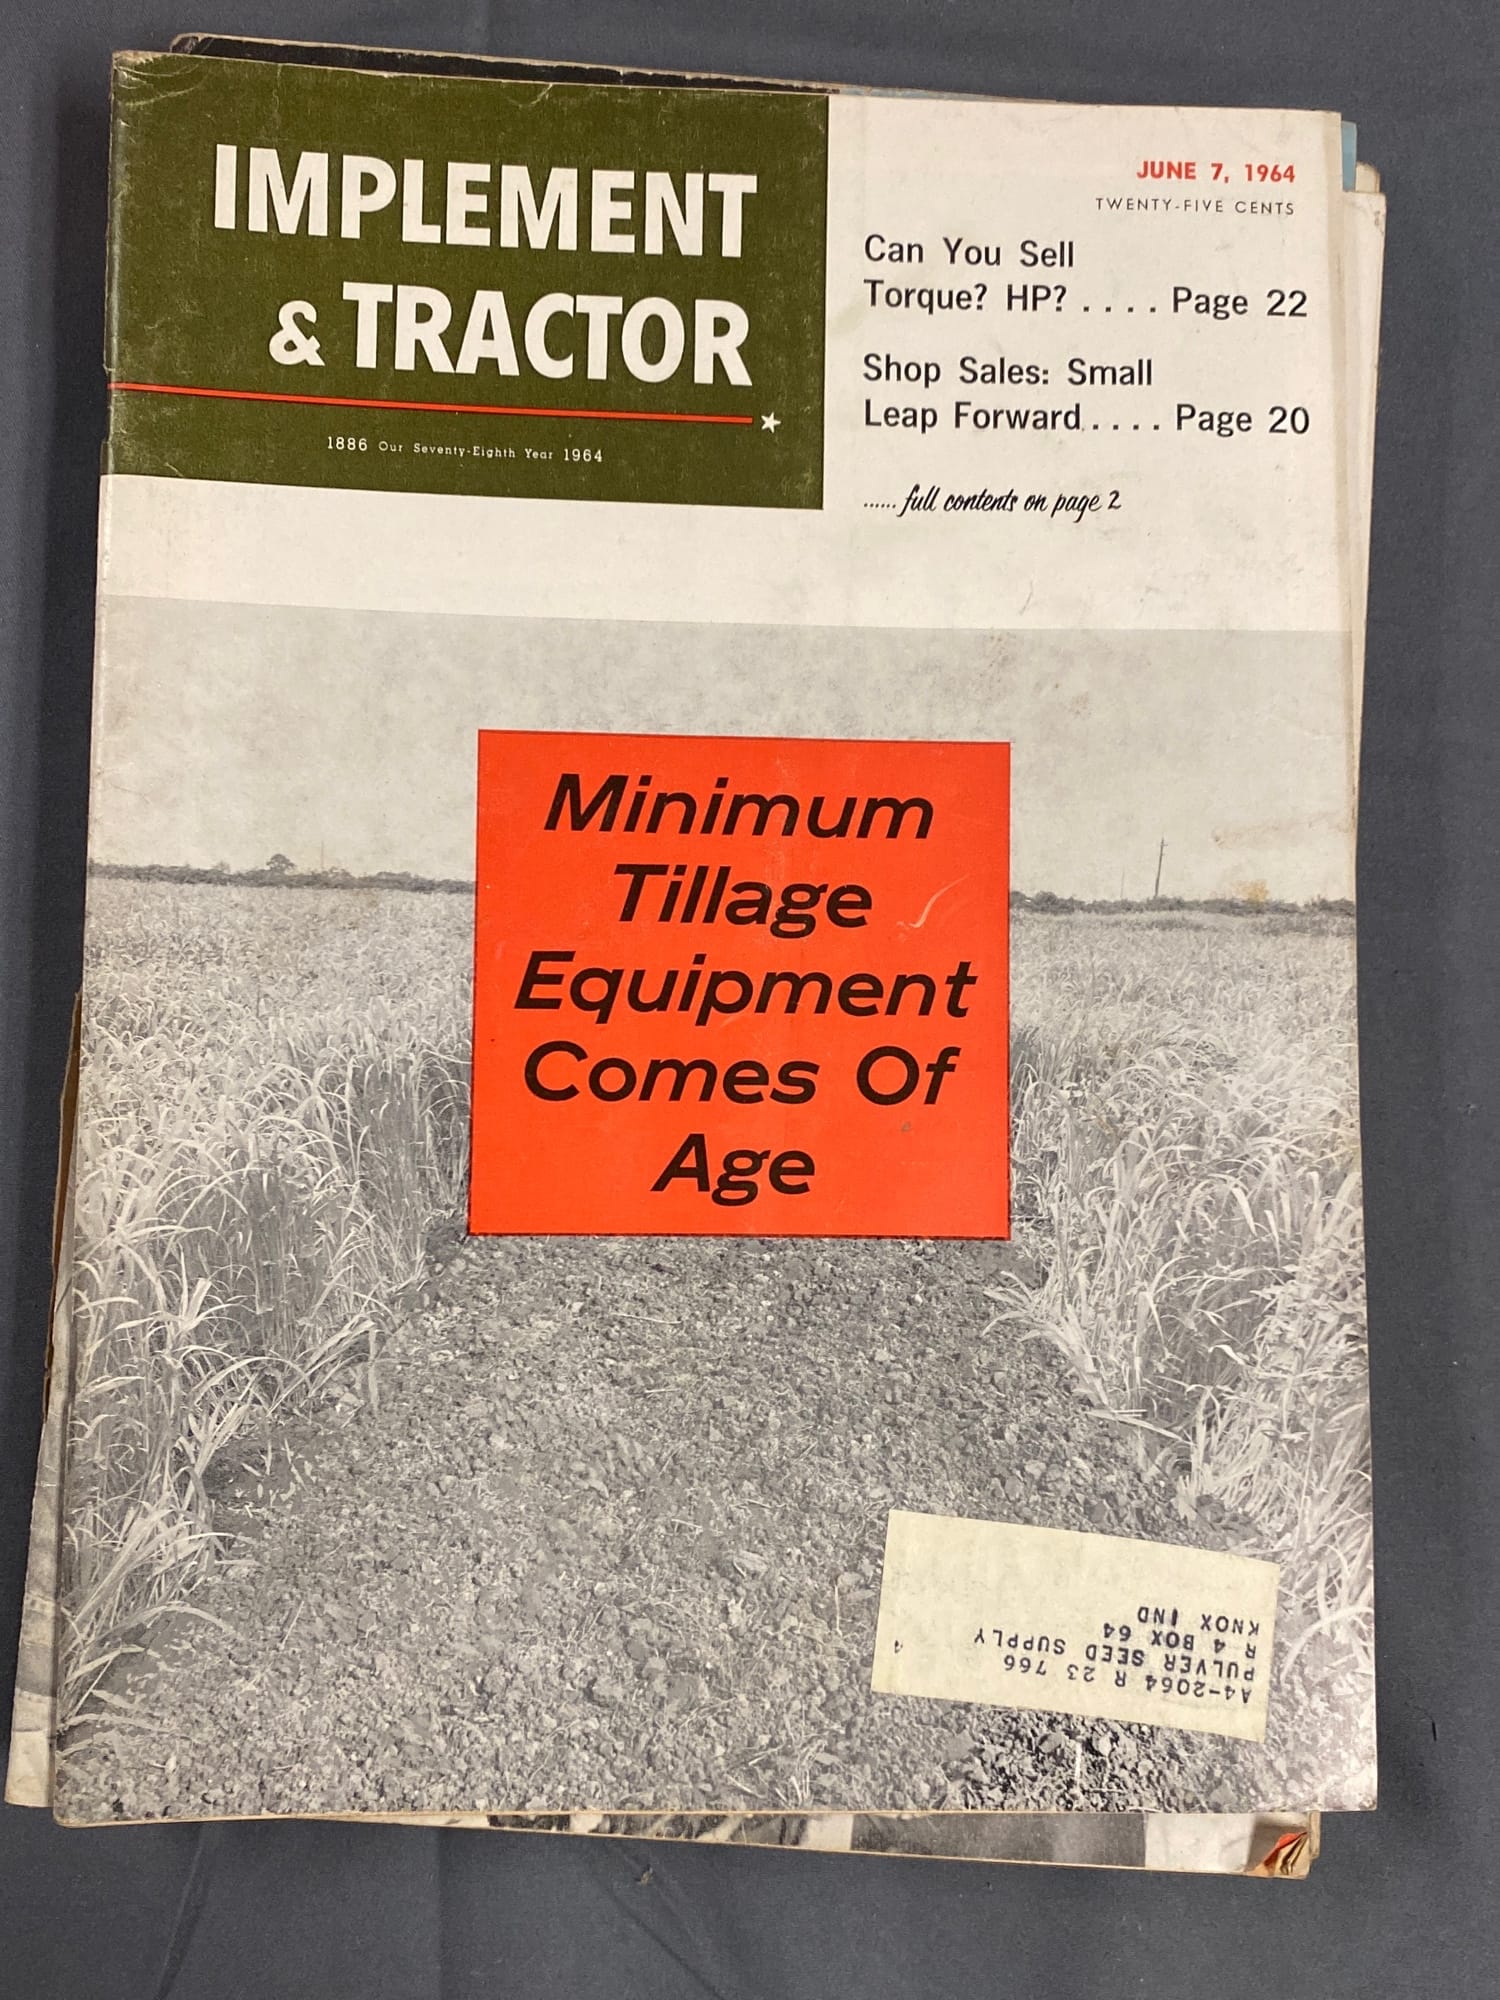 IMPLEMENT
& TRACTOR
1886 Our Seventy-Eighth Year 1964
JUNE 7, 1964
TWENTY-FIVE CENTS
Can You Sell
Torque? HP? .... Page 22
Shop Sales: Small
Leap Forward.... Page 20
...... full contents on page 2
Minimum
Tillage
Equipment
Comes Of
Age
A4-2064 R 23 766
PULVER SEED SUPPLY 4
R 4 BOX 64
KNOX IND